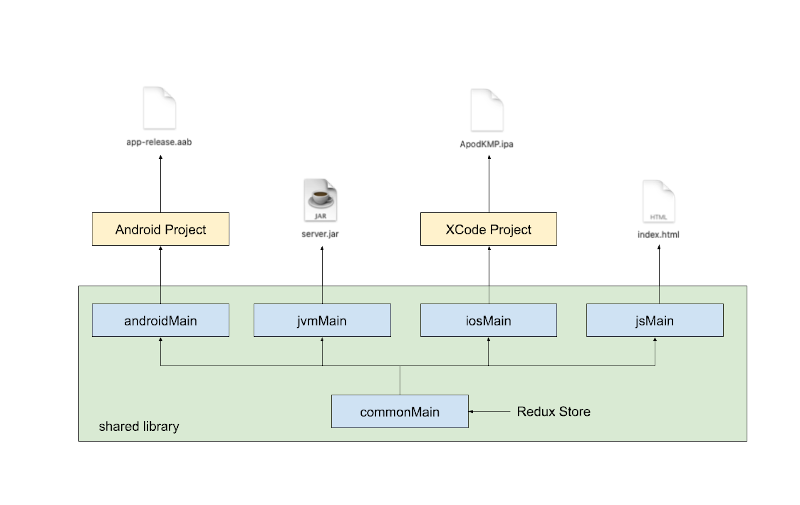 app-release.aab
ApodKMP.ipa
Android Project
JAR
server.jar
XCode Project
HTML
index.html
androidMain
jvmMain
iosMain
jsMain
commonMain
Redux Store
shared library